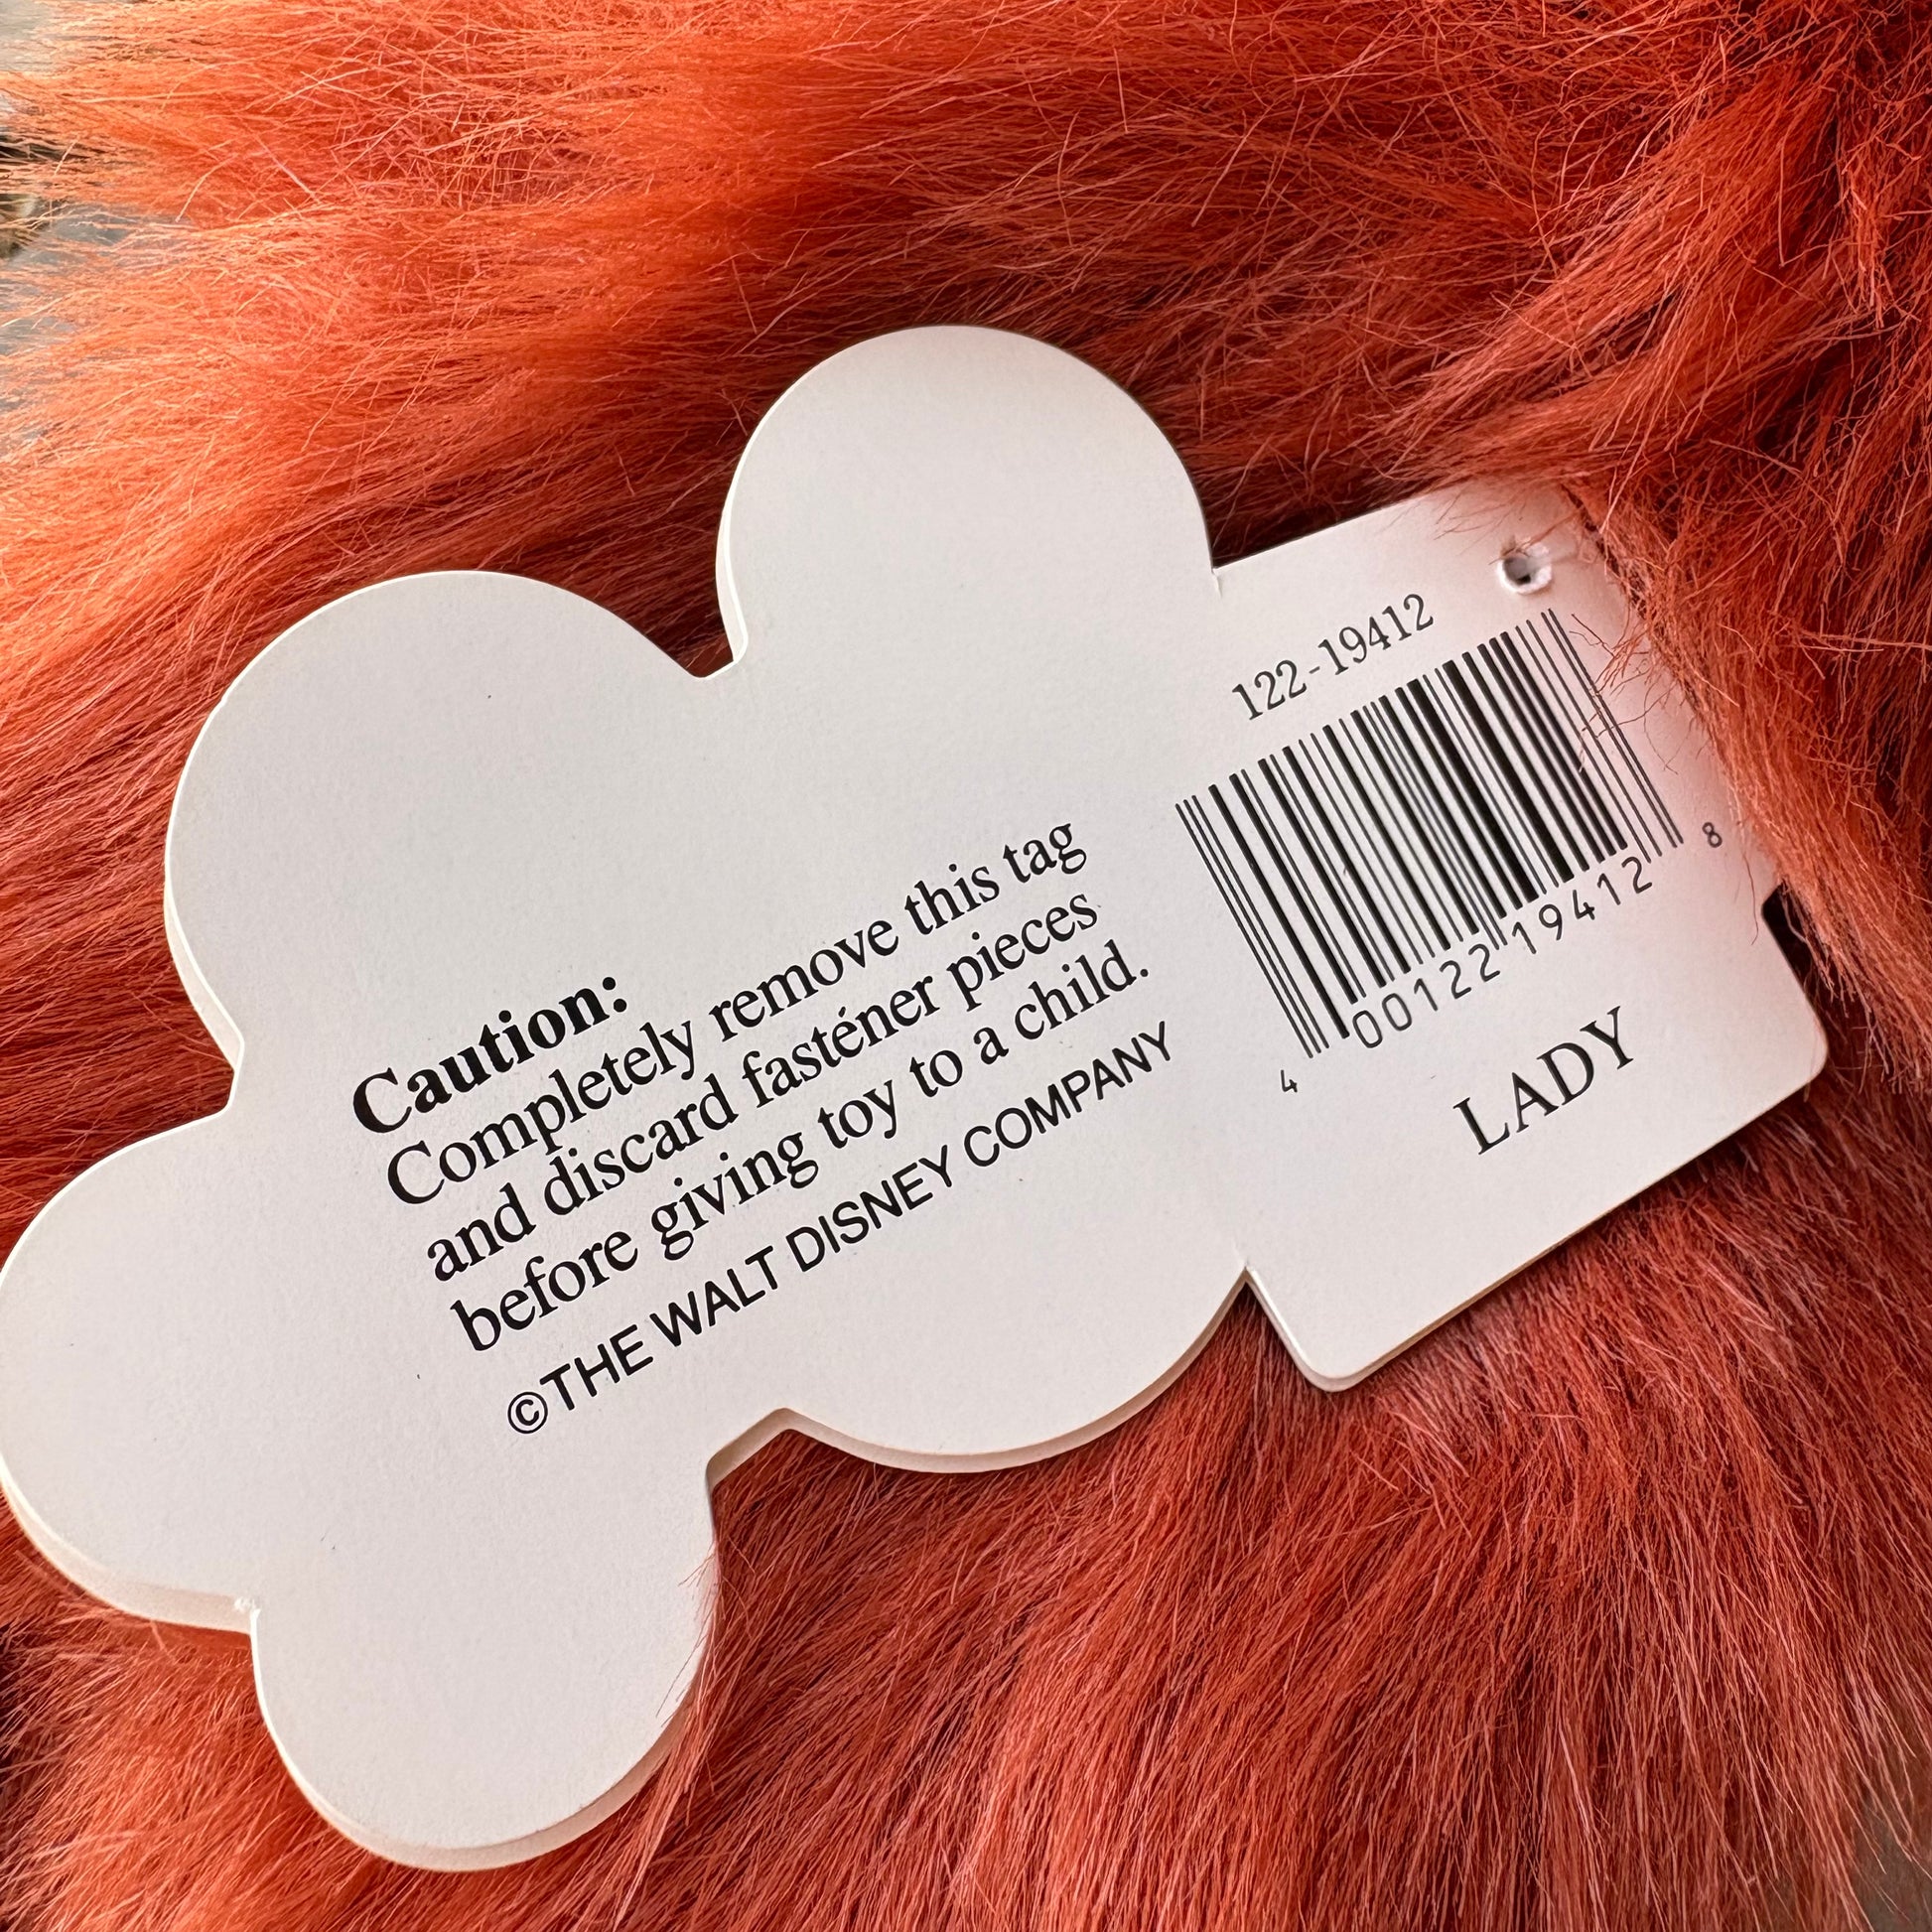 Caution:
Completely remove this tag
and discard fastener pieces
before giving toy to a child.
©THE WALT DISNEY COMPANY
122-19412
4 00122 19412 8
LADY